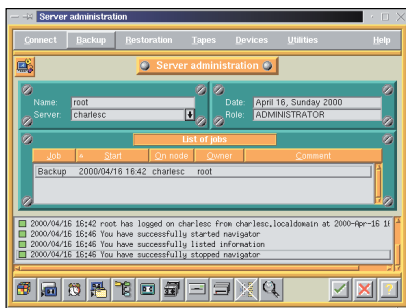 Server administration
Connect Backup Restoration Tapes Devices Utilities Help
Server administration
Name: root
Server: charlesc
Date: April 16, Sunday 2000
Role: ADMINISTRATOR
List of jobs
Job Start On node Owner Comment
Backup 2000/04/16 16:42 charlesc root
2000/04/16 16:42 root has logged on charlesc from charlesc.localdomain at 2000-Apr-16
2000/04/16 16:46 You have successfully started navigator
2000/04/16 16:46 You have successfully listed information
2000/04/16 16:46 You have successfully stopped navigator